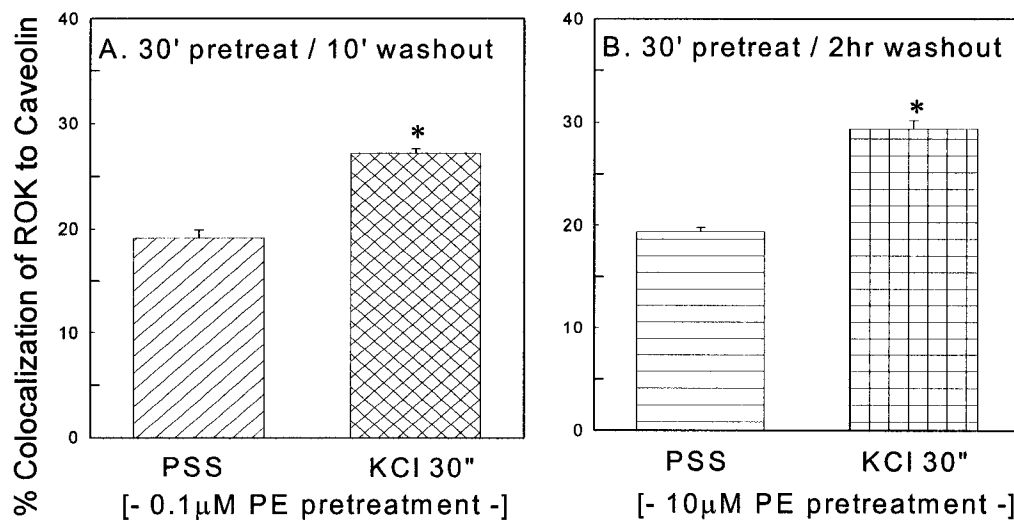 % Colocalization of ROK to Caveolin
A. 30' pretreat / 10' washout
40
30
20
10
0
*
PSS
KCl 30"
[- 0.1μM PE pretreatment -]
B. 30' pretreat / 2hr washout
40
30
20
10
0
*
PSS
KCl 30"
[- 10μM PE pretreatment -]